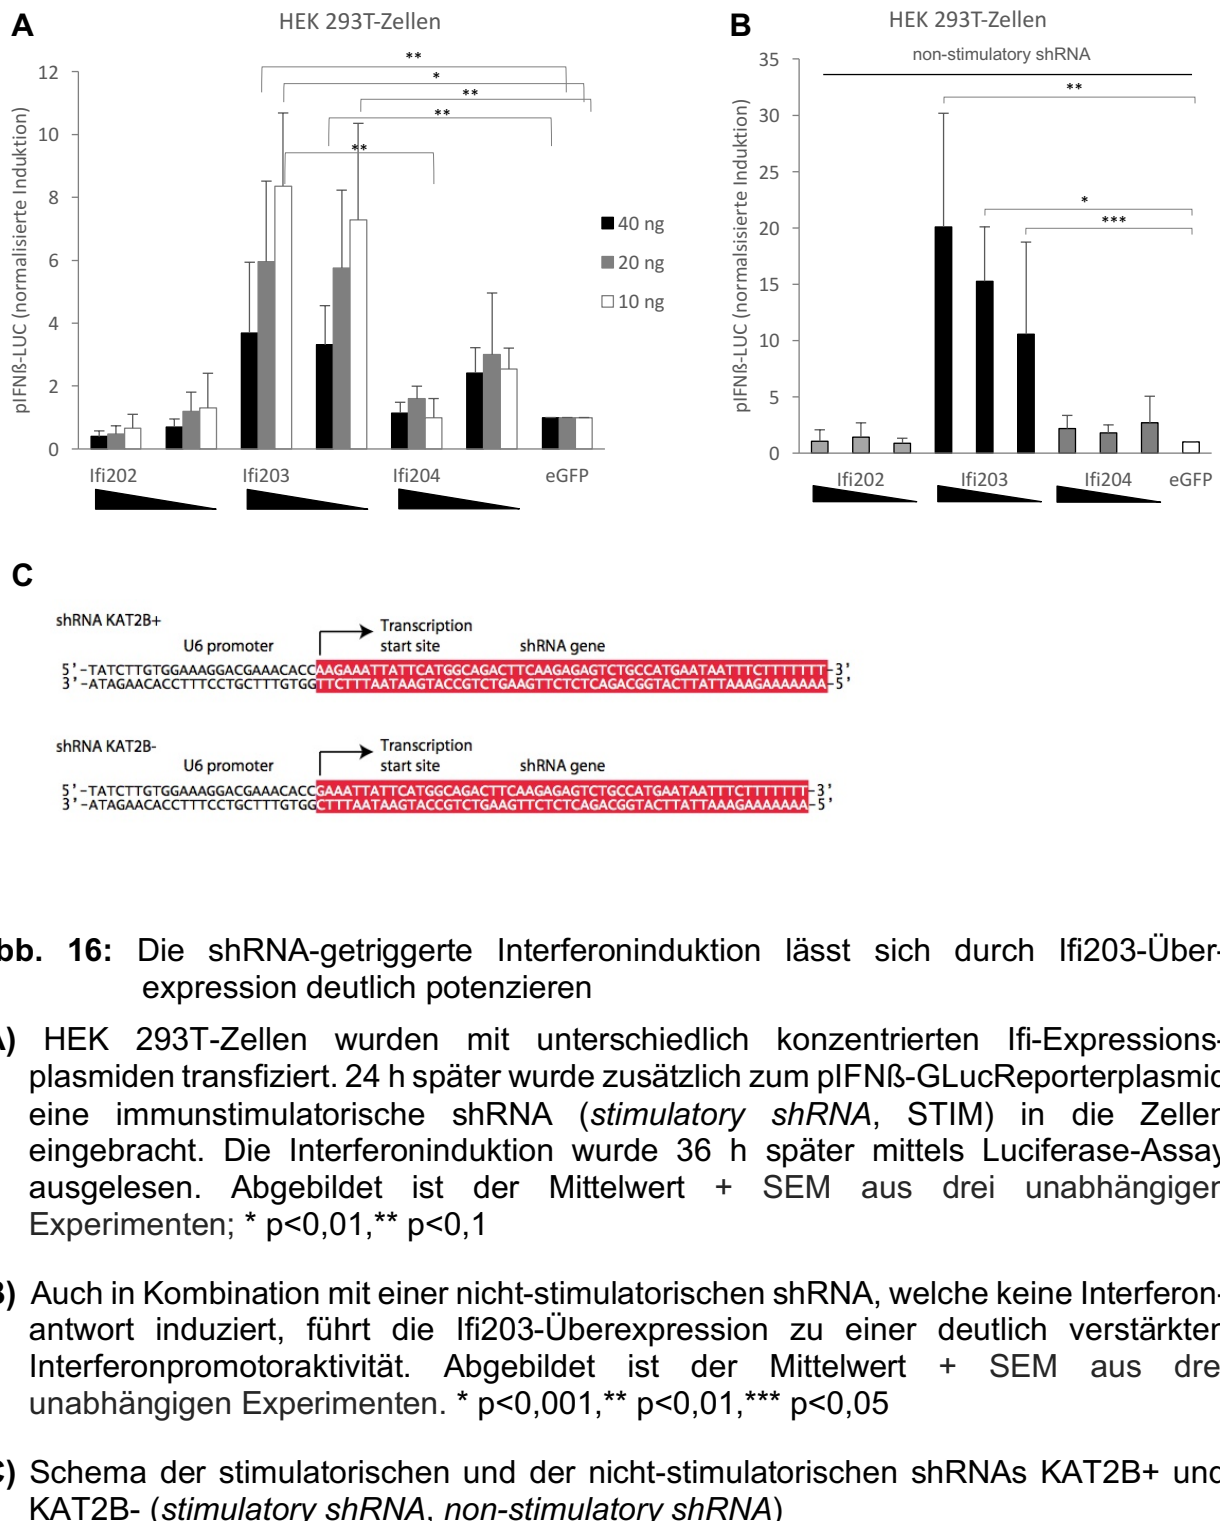 A
HEK 293T-Zellen
pIFNß-LUC (normalisierte Induktion)
12
10
8
6
4
2
0
**
*
**
**
**
40 ng
20 ng
10 ng
Ifi202
Ifi203
Ifi204
eGFP
B
HEK 293T-Zellen
non-stimulatory shRNA
pIFNß-LUC (normalsisierte Induktion)
35
30
25
20
15
10
5
0
**
*
***
Ifi202
Ifi203
Ifi204
eGFP
C
shRNA KAT2B+
U6 promoter
Transcription
start site
shRNA gene
5'-TATCTTGTGGAAAGGACGAAACACCAAGAAATTATTCATGGCAGACTTCAAGAGAGTCTGCCATGAATAATTTCTTTTTTT-3'
3'-ATAGAACACCTTTCCTGCTTTGTGGTTCTTTAATAAGTACCGTCTGAAGTTCTCTCAGACGGTACTTATTAAAGAAAAAAA-5'
shRNA KAT2B-
U6 promoter
Transcription
start site
shRNA gene
5'-TATCTTGTGGAAAGGACGAAACACCGAAATTATTCATGGCAGACTTCAAGAGAGTCTGCCATGAATAATTTCTTTTTTT-3'
3'-ATAGAACACCTTTCCTGCTTTGTGGCTTTAATAAGTACCGTCTGAAGTTCTCTCAGACGGTACTTATTAAAGAAAAAAA-5'
bb. 16: Die shRNA-getriggerte Interferoninduktion lässt sich durch Ifi203-Über-
expression deutlich potenzieren
A) HEK 293T-Zellen wurden mit unterschiedlich konzentrierten Ifi-Expressions-
plasmiden transfiziert. 24 h später wurde zusätzlich zum pIFNß-GLucReporterplasmid
eine immunstimulatorische shRNA (stimulatory shRNA, STIM) in die Zellen
eingebracht. Die Interferoninduktion wurde 36 h später mittels Luciferase-Assay
ausgelesen. Abgebildet ist der Mittelwert + SEM aus drei unabhängigen
Experimenten; * p<0,01,** p<0,1
B) Auch in Kombination mit einer nicht-stimulatorischen shRNA, welche keine Interferon-
antwort induziert, führt die Ifi203-Überexpression zu einer deutlich verstärkten
Interferonpromotoraktivität. Abgebildet ist der Mittelwert + SEM aus drei
unabhängigen Experimenten. * p<0,001,** p<0,01,*** p<0,05
C) Schema der stimulatorischen und der nicht-stimulatorischen shRNAs KAT2B+ und
KAT2B- (stimulatory shRNA, non-stimulatory shRNA)